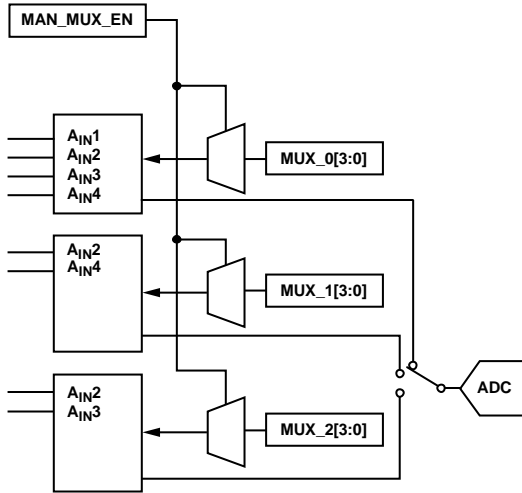 MAN_MUX_EN
AIN1
AIN2
AIN3
AIN4
MUX_0[3:0]
AIN2
AIN4
MUX_1[3:0]
ADC
AIN2
AIN3
MUX_2[3:0]